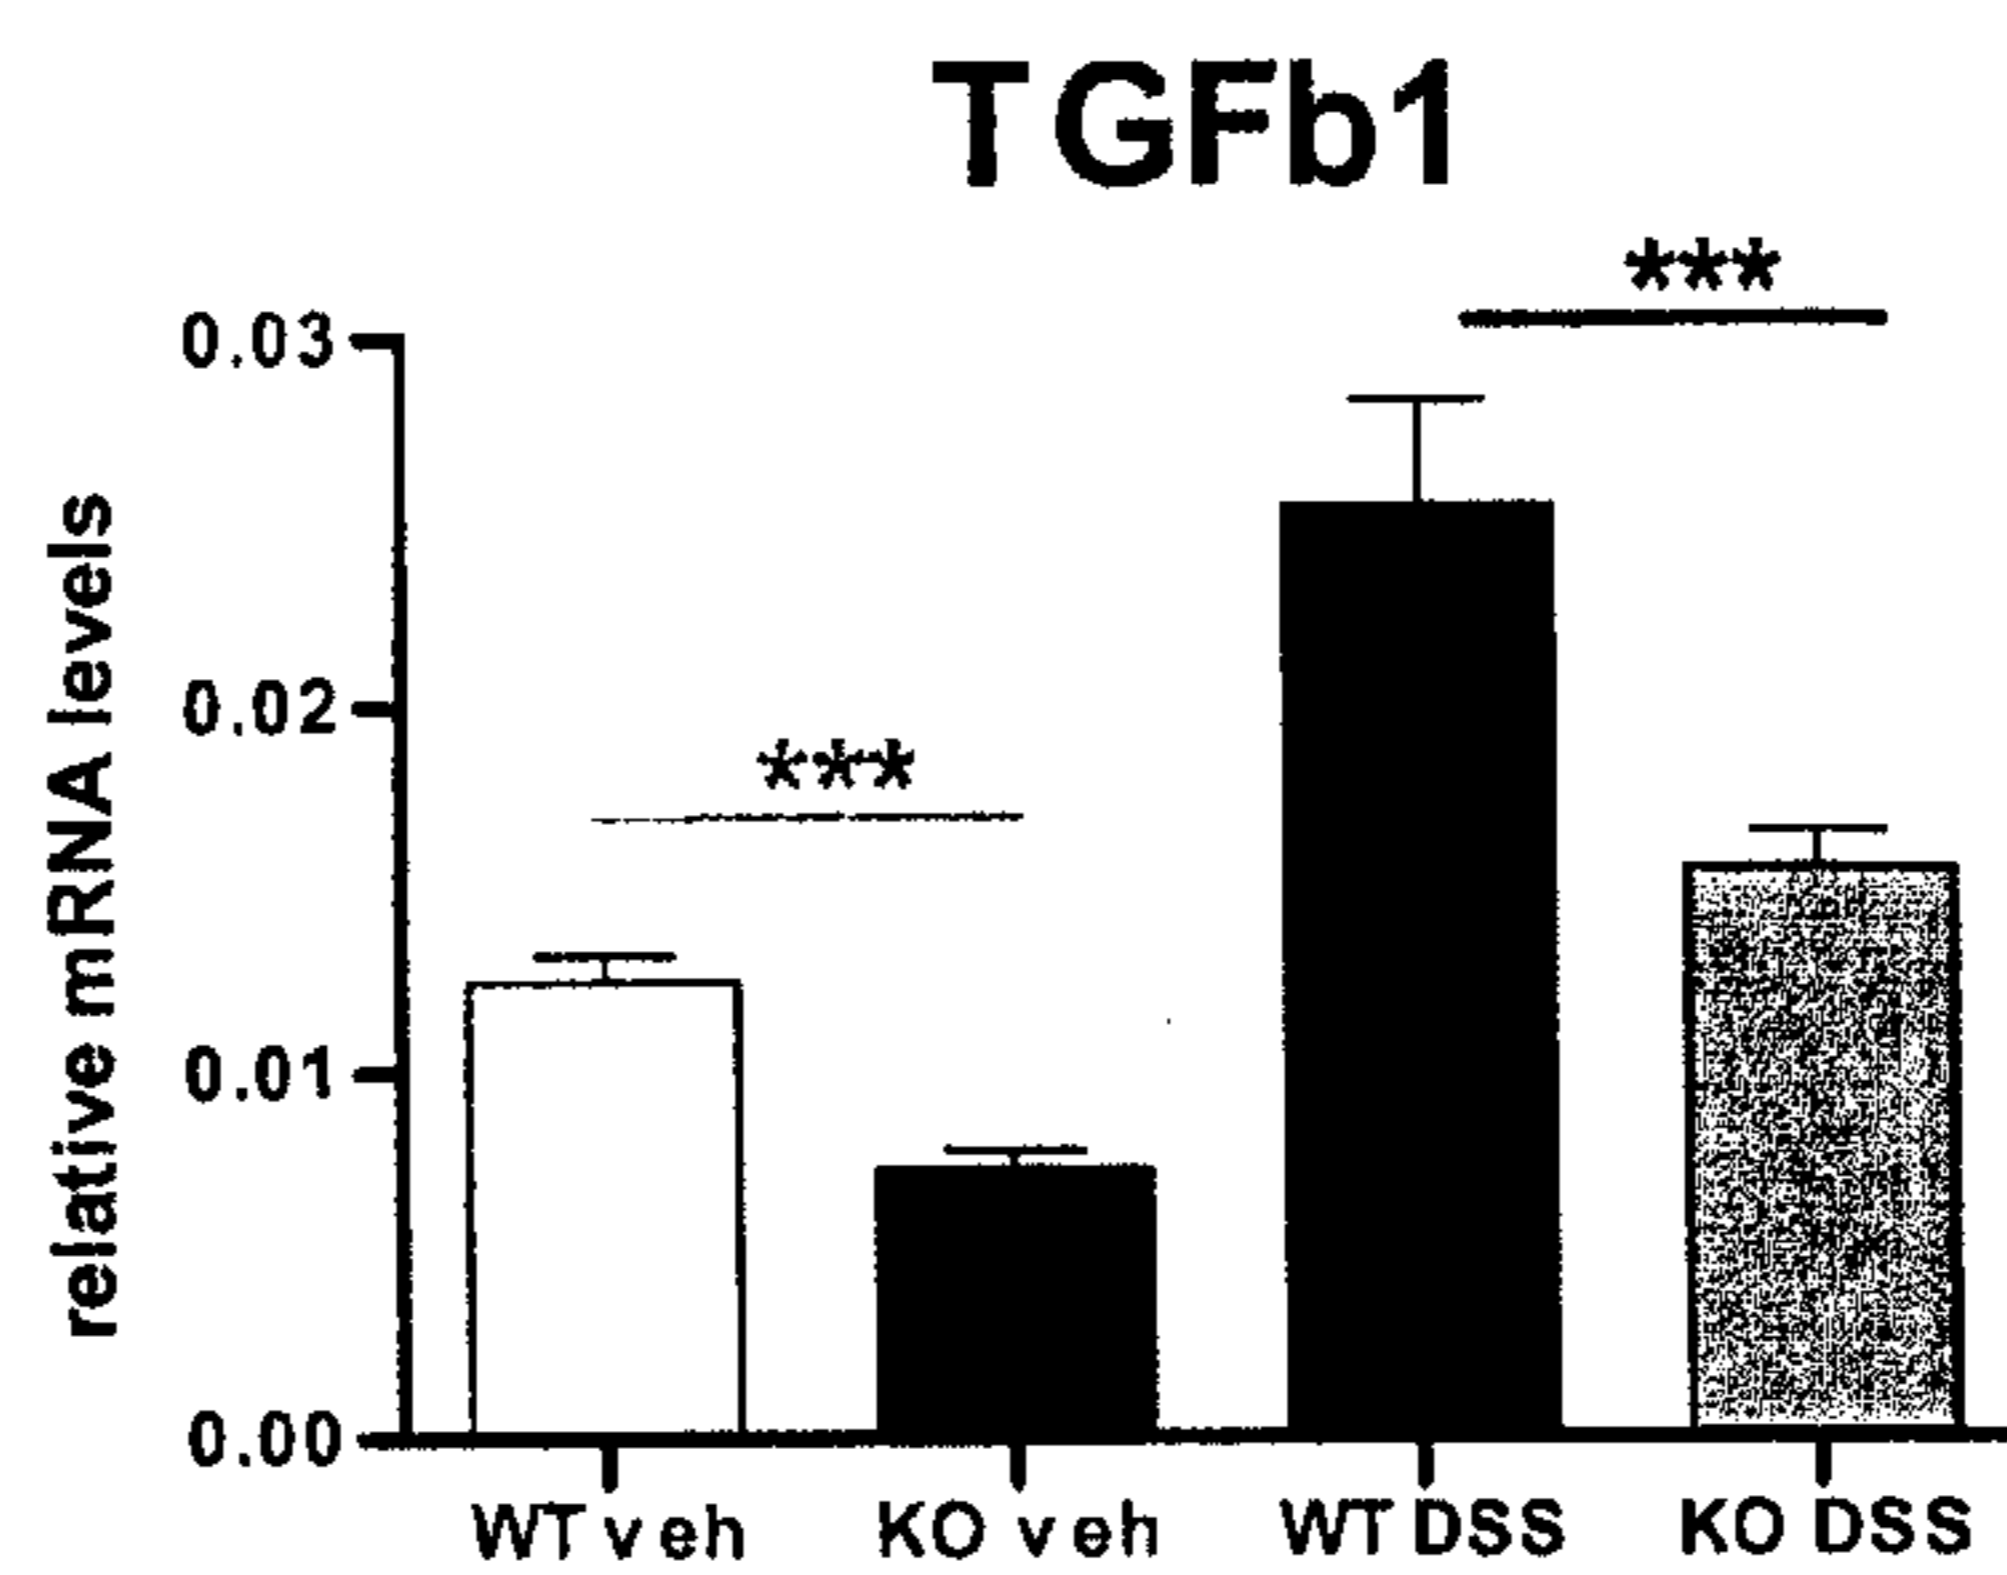 TGFb1
***
0.03
0.02
***
0.01
0.00
relative mRNA levels
WT veh KO veh WT DSS KO DSS